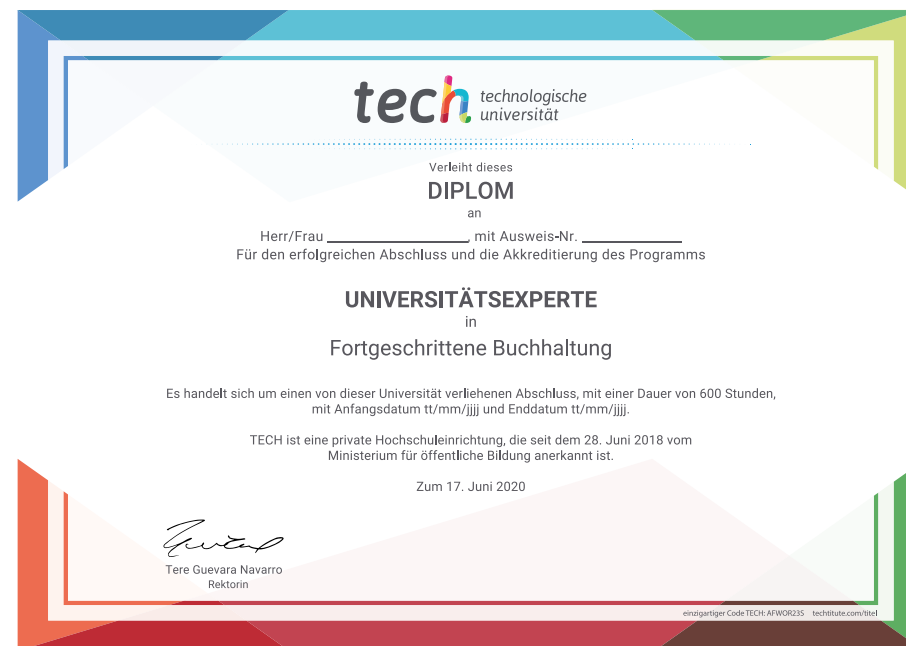 tech technologische
universität
Verleiht dieses
DIPLOM
an
Herr/Frau ____________, mit Ausweis-Nr. ____________
Für den erfolgreichen Abschluss und die Akkreditierung des Programms
UNIVERSITÄTSEXPERTE
in
Fortgeschrittene Buchhaltung
Es handelt sich um einen von dieser Universität verliehenen Abschluss, mit einer Dauer von 600 Stunden,
mit Anfangsdatum tt/mm/jjjj und Enddatum tt/mm/jjjj.
TECH ist eine private Hochschuleinrichtung, die seit dem 28. Juni 2018 vom
Ministerium für öffentliche Bildung anerkannt ist.
Zum 17. Juni 2020
Tere Guevara Navarro
Rektorin
einzigartiger Code TECH: AFWOR23S techtitute.com/titel